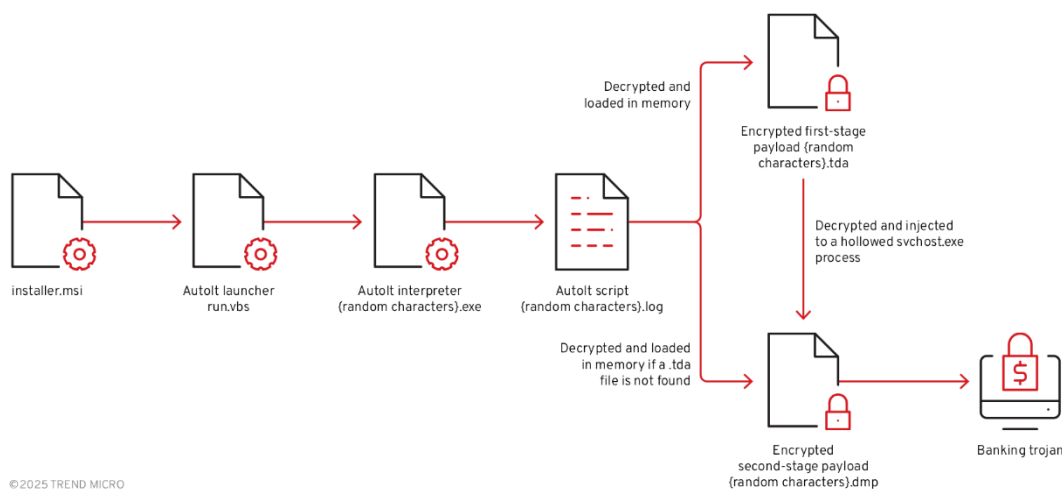 Decrypted and
loaded in memory
Encrypted first-stage
payload {random
characters}.tda
Decrypted and injected
to a hollowed svchost.exe
process
installer.msi
AutoIt launcher
run.vbs
AutoIt interpreter
{random characters}.exe
AutoIt script
{random characters}.log
Decrypted and loaded
in memory if a .tda
file is not found
$
Encrypted
second-stage payload
{random characters}.dmp
Banking trojan
©2025 TREND MICRO